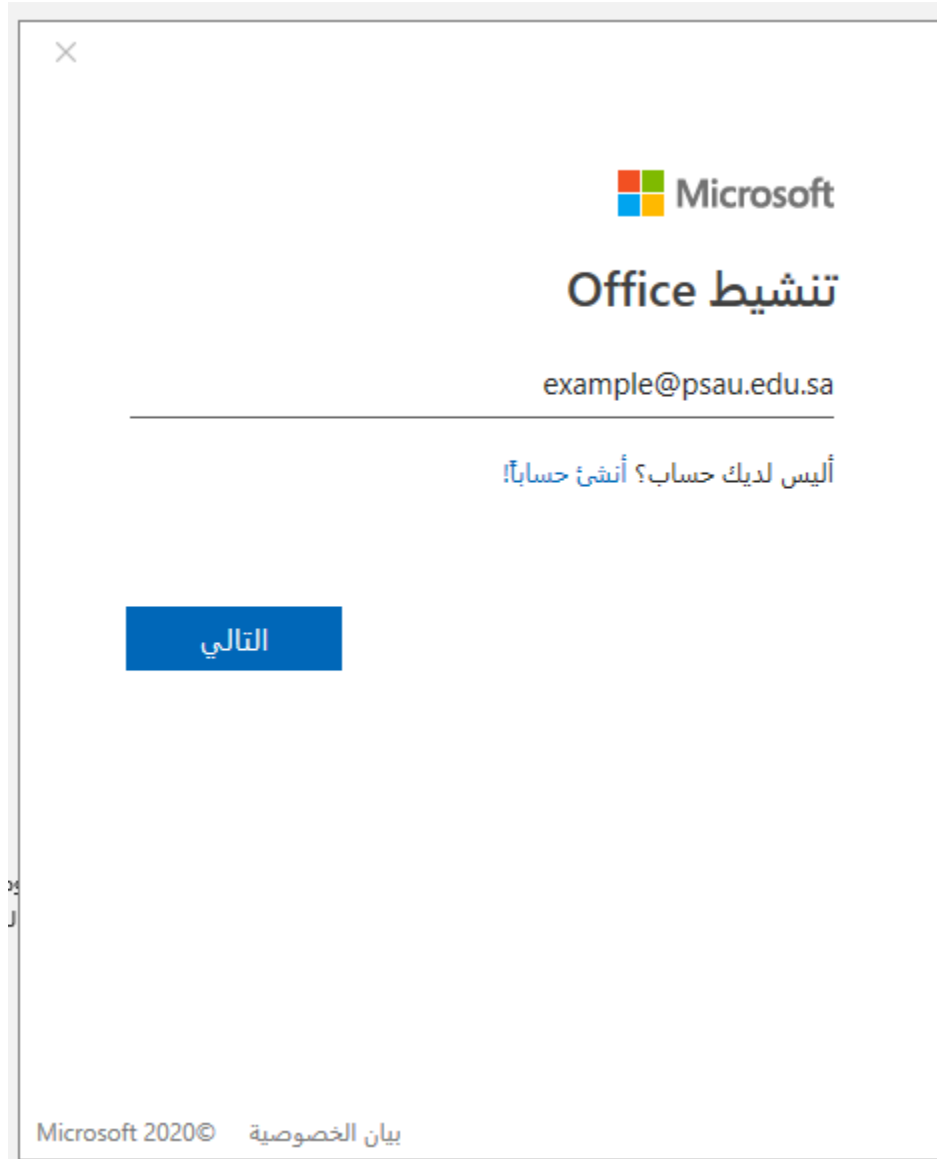 Microsoft
تنشيط Office
example@psau.edu.sa
أليس لديك حساب؟ أنشئ حساباً!
التالي
بيان الخصوصية ©Microsoft 2020